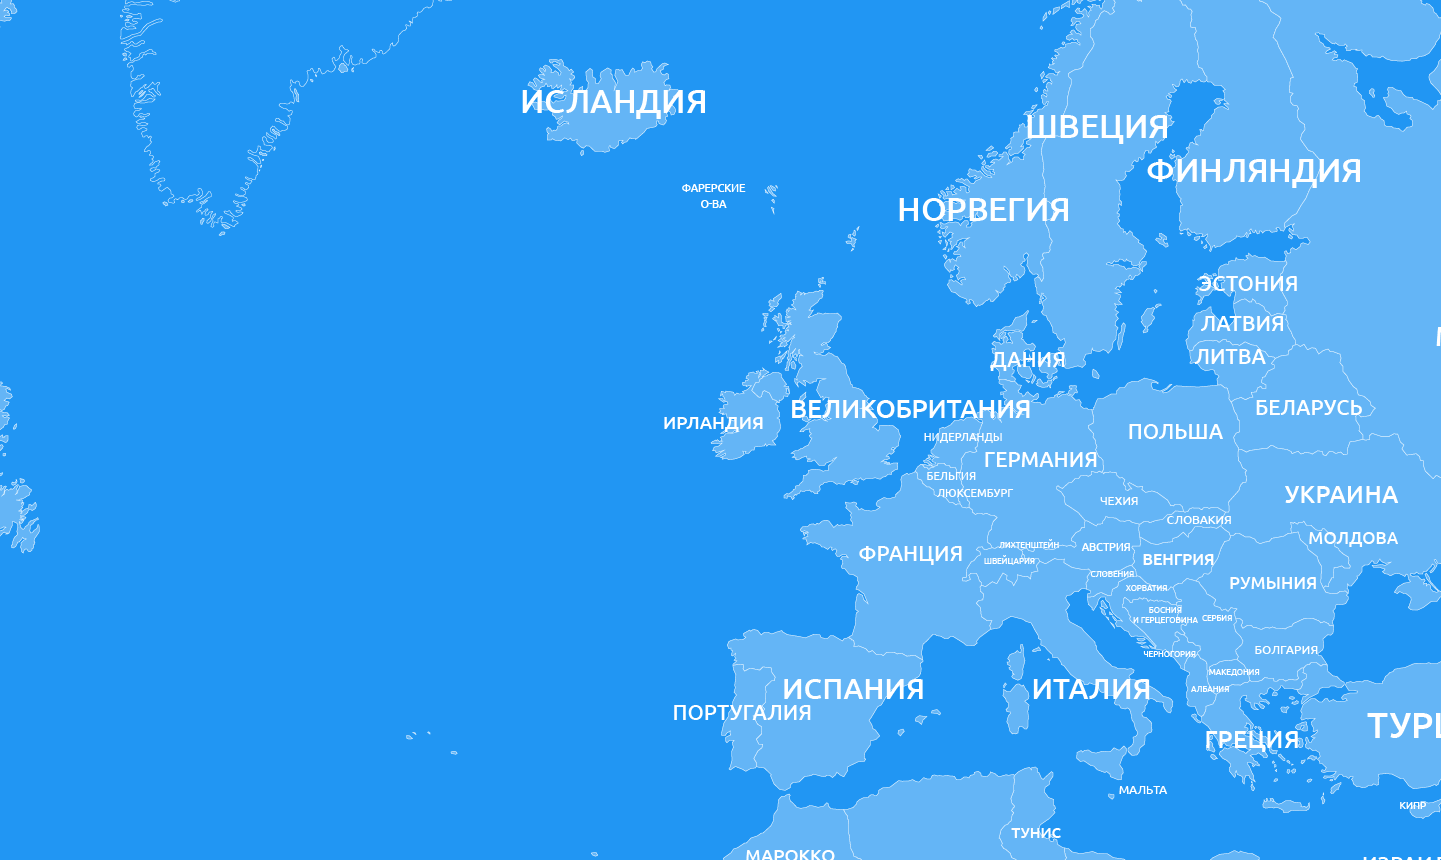 ИСЛАНДИЯ
ШВЕЦИЯ
ФИНЛЯНДИЯ
ФАРЕРСКИЕ
О-ВА
НОРВЕГИЯ
ЭСТОНИЯ
ЛАТВИЯ
ЛИТВА
ДАНИЯ
ИРЛАНДИЯ
ВЕЛИКОБРИТАНИЯ
БЕЛАРУСЬ
НИДЕРЛАНДЫ
ПОЛЬША
ГЕРМАНИЯ
БЕЛЬГИЯ
ЛЮКСЕМБУРГ
ЧЕХИЯ
УКРАИНА
СЛОВАКИЯ
МОЛДОВА
ФРАНЦИЯ
ЛИХТЕНШТЕЙН
АВСТРИЯ
ШВЕЙЦАРИЯ
ВЕНГРИЯ
СЛОВЕНИЯ
РУМЫНИЯ
ХОРВАТИЯ
БОСНИЯ
И ГЕРЦЕГОВИНА
СЕРБИЯ
ЧЕРНОГОРИЯ
БОЛГАРИЯ
МАКЕДОНИЯ
АЛБАНИЯ
ИСПАНИЯ
ИТАЛИЯ
ПОРТУГАЛИЯ
ГРЕЦИЯ
МАЛЬТА
КИПР
ТУНИС
МАРОККО